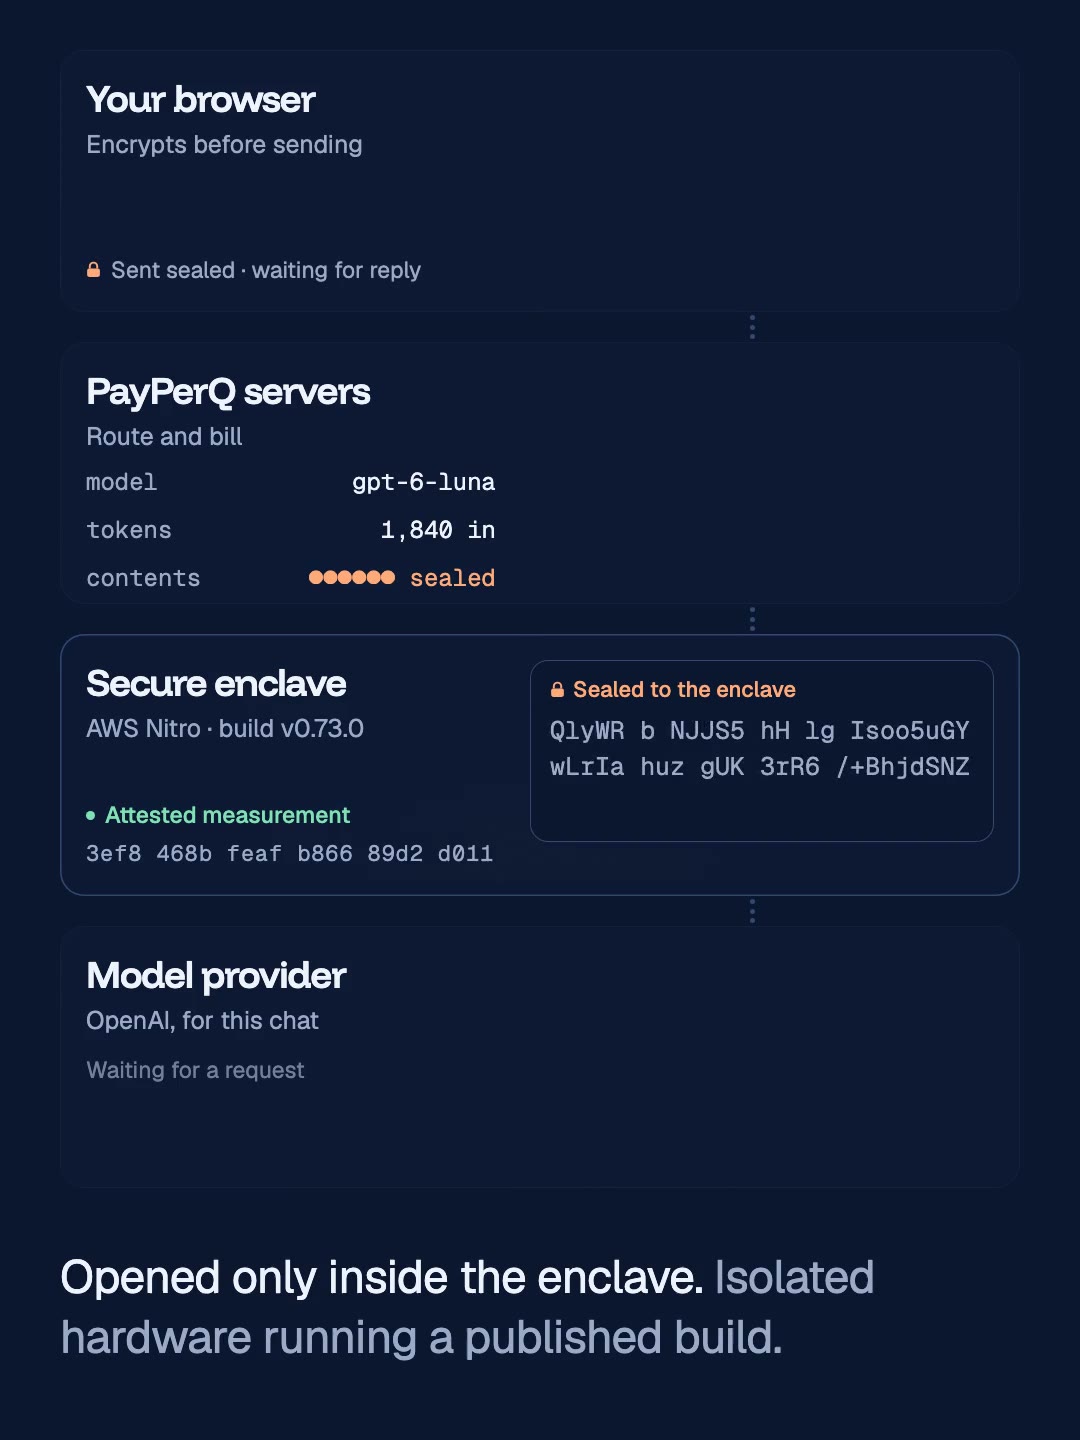 Your browser
Encrypts before sending
Sent sealed · waiting for reply
PayPerQ servers
Route and bill
model gpt-6-luna
tokens 1,840 in
contents ●●●●●● sealed
Secure enclave
AWS Nitro · build v0.73.0
• Attested measurement
3ef8 468b feaf b866 89d2 d011
Sealed to the enclave
QlyWR b NJJS5 hH lg Isoo5uGY
wLrIa huz gUK 3rR6 /+BhjdSNZ
Model provider
OpenAI, for this chat
Waiting for a request
Opened only inside the enclave. Isolated
hardware running a published build.